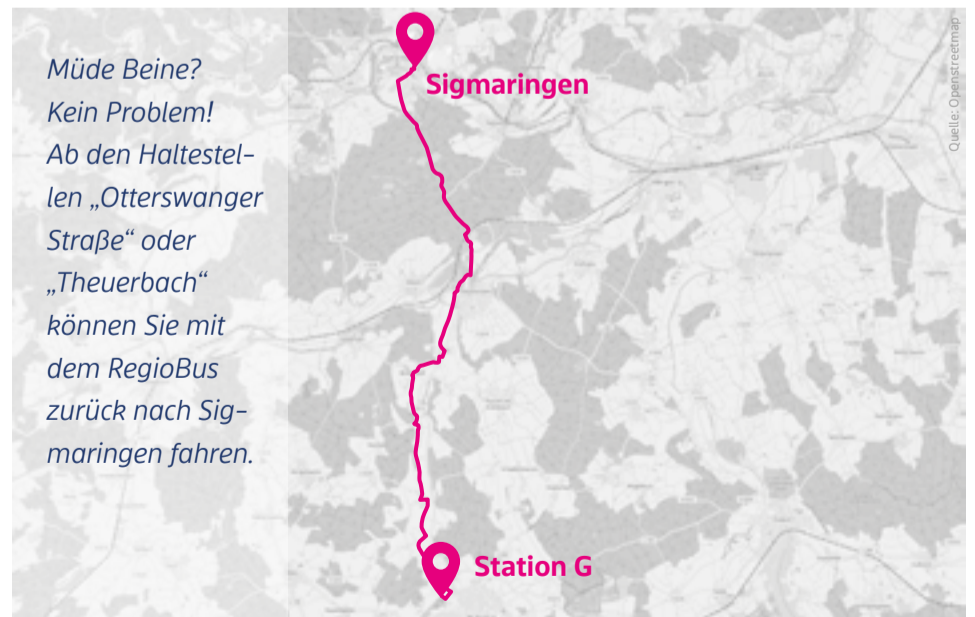 Müde Beine?
Kein Problem!
Ab den Haltestel-
len „Otterswanger
Straße“ oder
„Theuerbach“
können Sie mit
dem RegioBus
zurück nach Sig-
maringen fahren.
Sigmaringen
Station G
Quelle: Openstreetmap